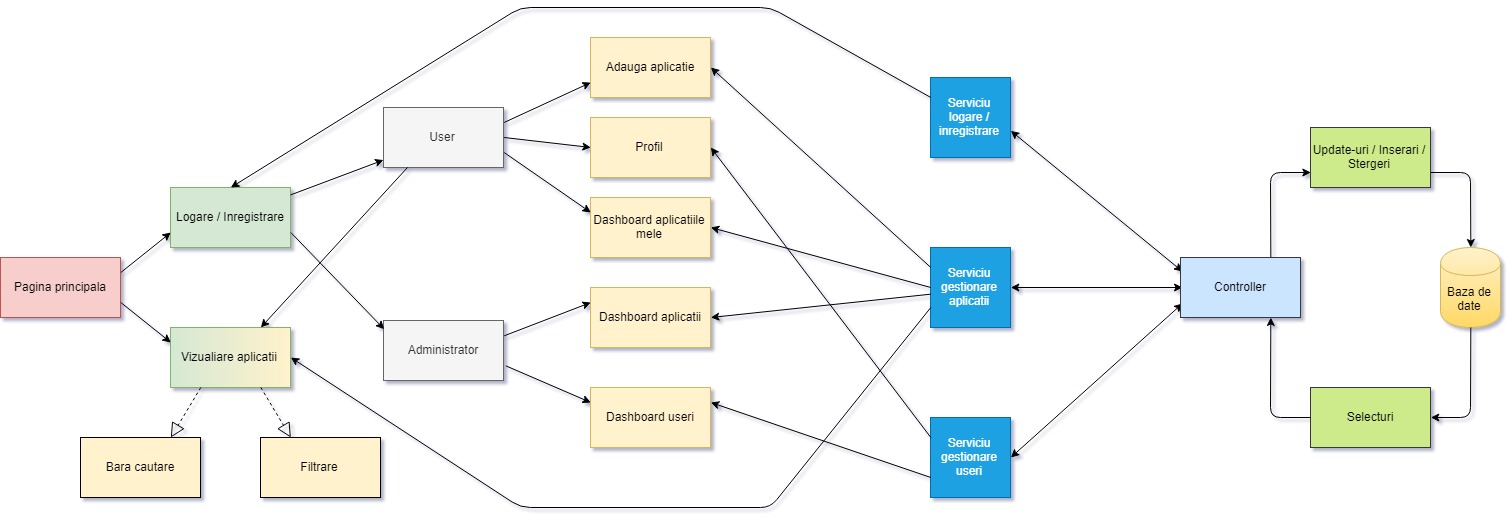 Pagina principala
Logare / Inregistrare
Vizualiare aplicatii
Bara cautare
Filtrare
User
Administrator
Adauga aplicatie
Profil
Dashboard aplicatiile
mele
Dashboard aplicatii
Dashboard useri
Serviciu
logare /
inregistrare
Serviciu
gestionare
aplicatii
Serviciu
gestionare
useri
Controller
Update-uri / Inserari /
Stergeri
Baza de
date
Selecturi